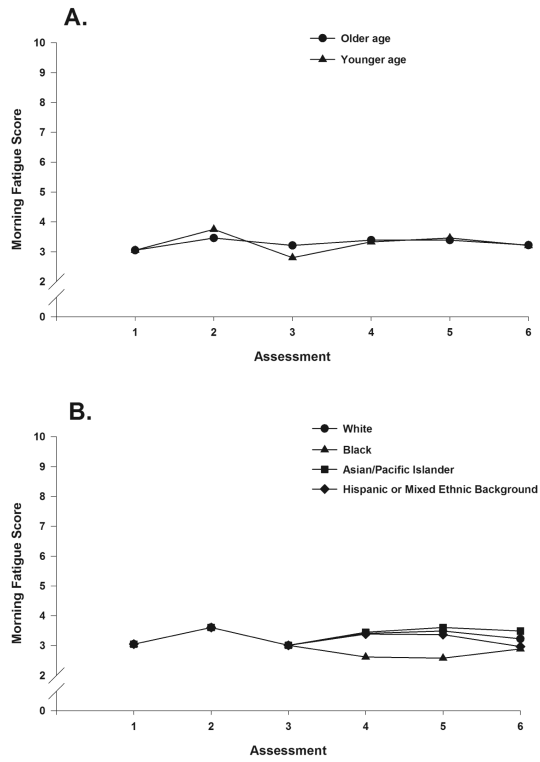 A.
Older age
Younger age
10
9
8
7
6
5
4
3
2
0
Morning Fatigue Score
1 2 3 4 5 6
Assessment
B.
White
Black
Asian/Pacific Islander
Hispanic or Mixed Ethnic Background
10
9
8
7
6
5
4
3
2
0
Morning Fatigue Score
1 2 3 4 5 6
Assessment